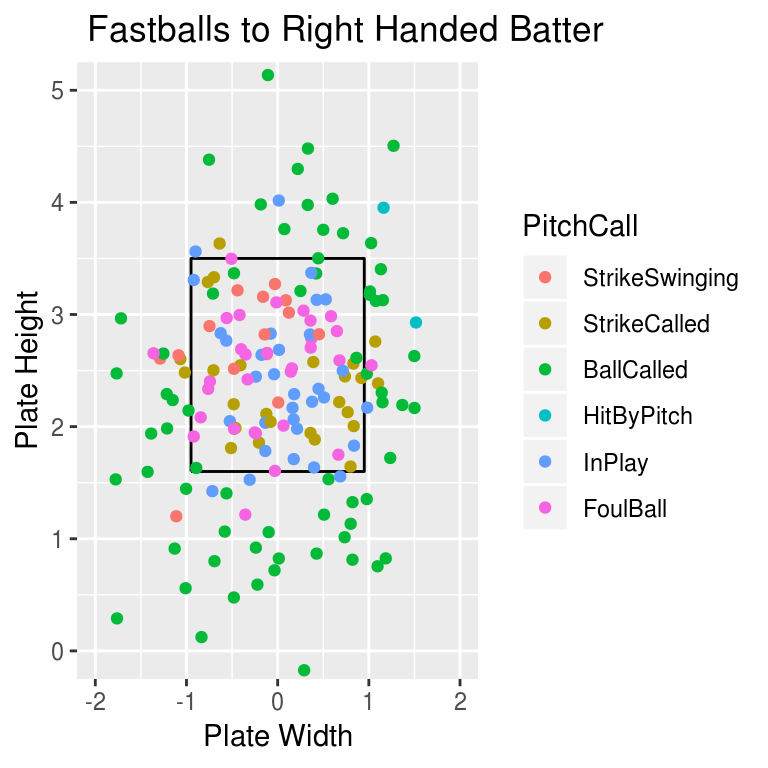 Fastballs to Right Handed Batter
5
4
3
2
1
0
-2 -1 0 1 2
Plate Width
Plate Height
PitchCall
StrikeSwinging
StrikeCalled
BallCalled
HitByPitch
InPlay
FoulBall